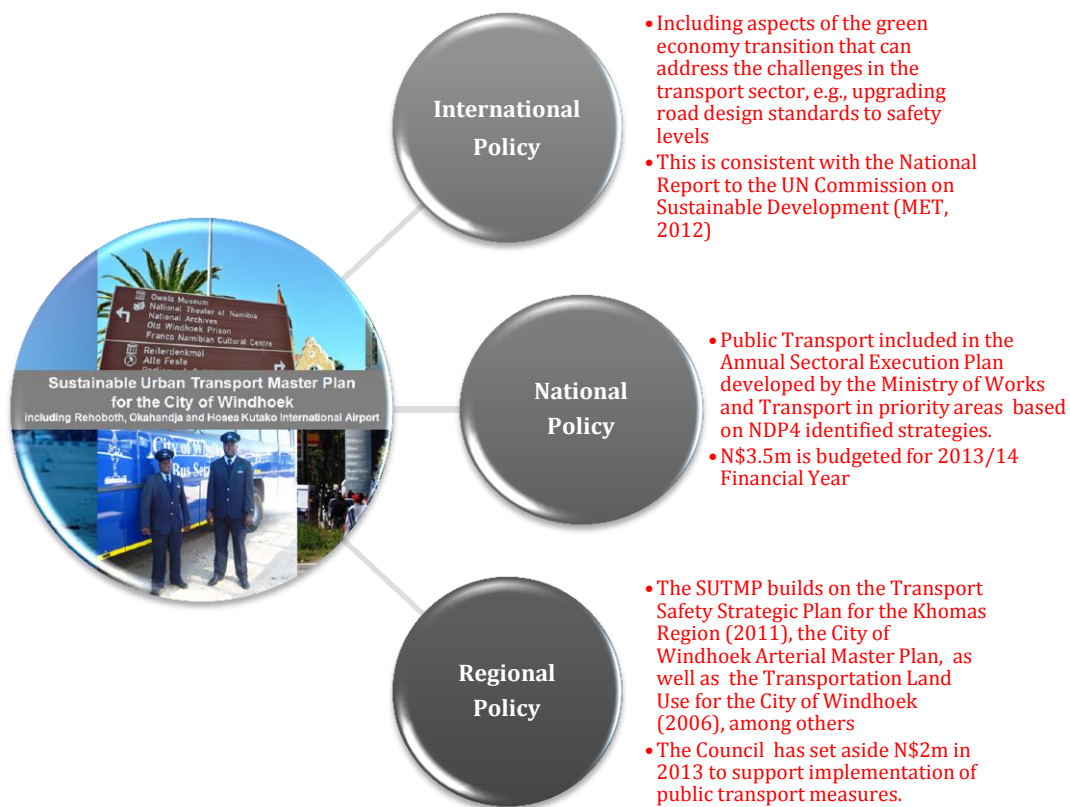 International
Policy
• Including aspects of the green
economy transition that can
address the challenges in the
transport sector, e.g., upgrading
road design standards to safety
levels
• This is consistent with the National
Report to the UN Commission on
Sustainable Development (MET,
2012)
Owela Museum
National Theater of Namibia
National Archives
Old Windhoek Prison
Franco Namibian Cultural Centre
Reiterdenkmal
Alte Feste
Sustainable Urban Transport Master Plan
for the City of Windhoek
including Rehoboth, Okahandja and Hosea Kutako International Airport
City of
Bus
National
Policy
• Public Transport included in the
Annual Sectoral Execution Plan
developed by the Ministry of Works
and Transport in priority areas based
on NDP4 identified strategies.
• N$3.5m is budgeted for 2013/14
Financial Year
Regional
Policy
• The SUTMP builds on the Transport
Safety Strategic Plan for the Khomas
Region (2011), the City of
Windhoek Arterial Master Plan, as
well as the Transportation Land
Use for the City of Windhoek
(2006), among others
• The Council has set aside N$2m in
2013 to support implementation of
public transport measures.